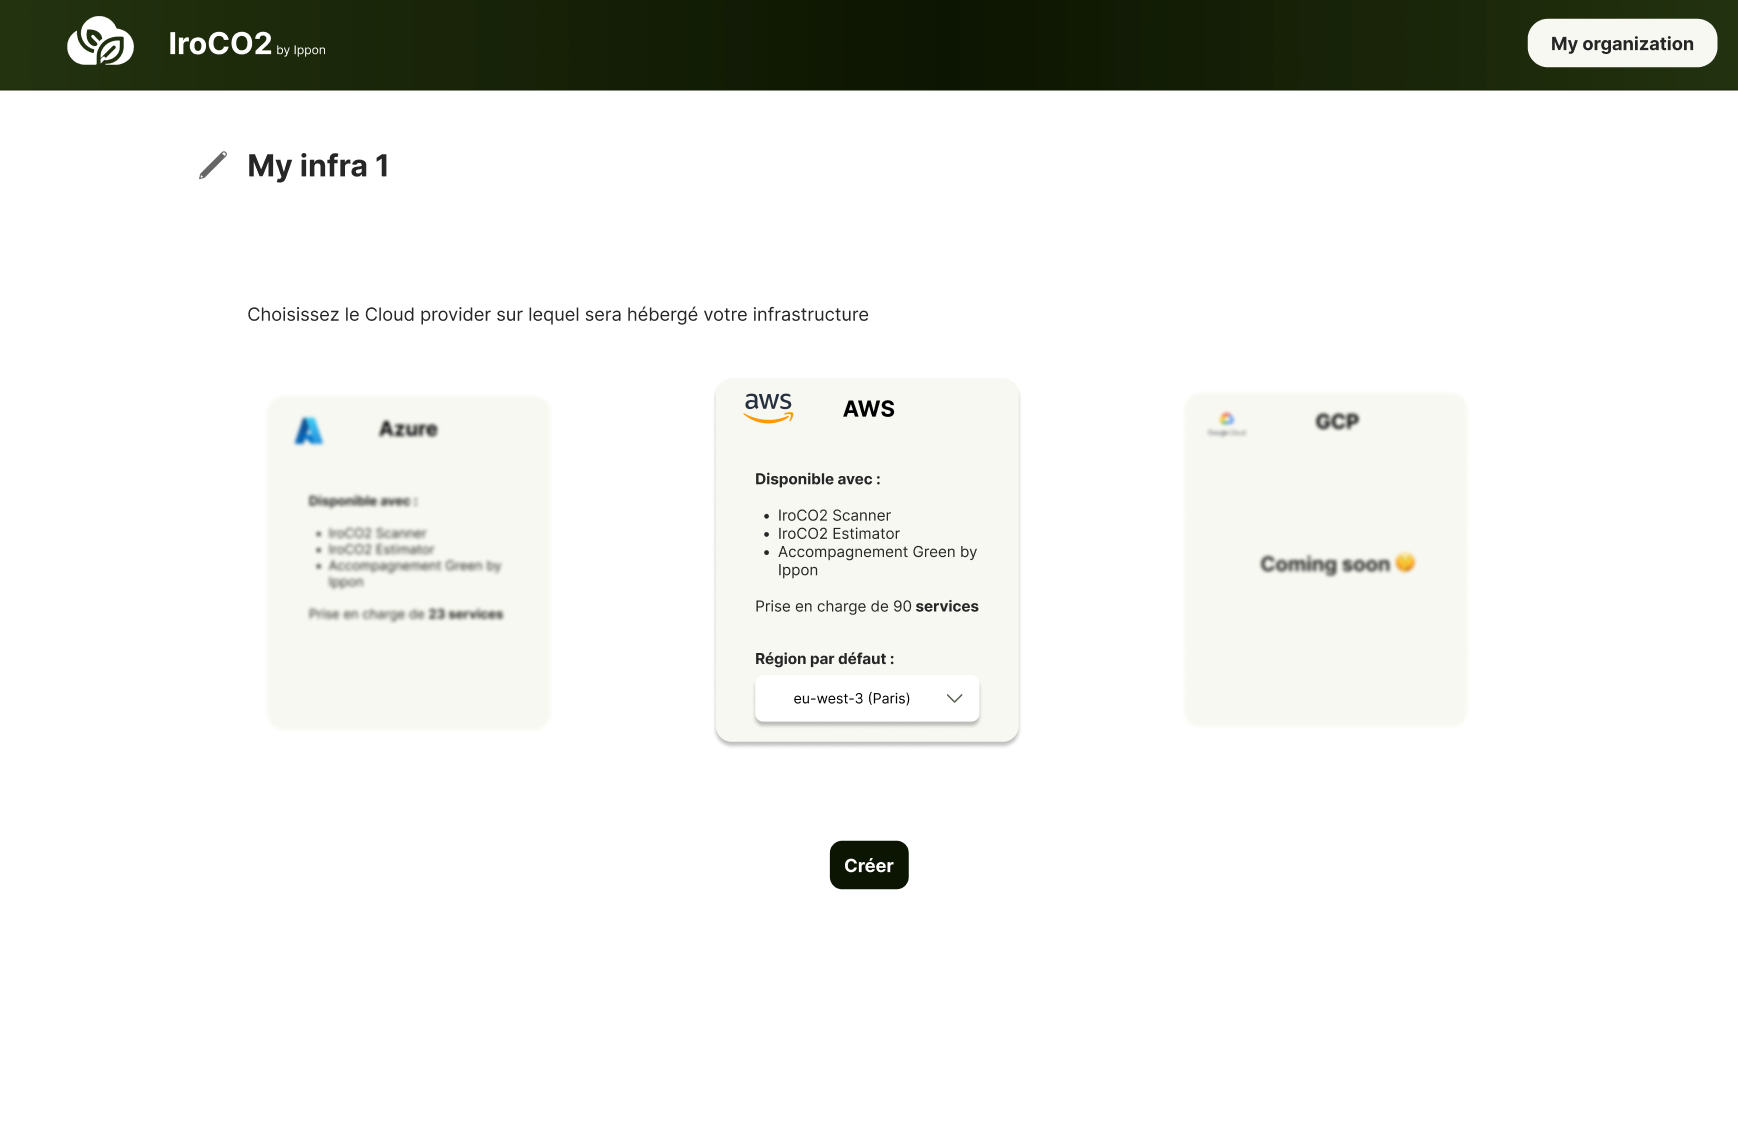 IroCO2 by Ippon
My organization
My infra 1
Choisissez le Cloud provider sur lequel sera hébergé votre infrastructure
Azure
Disponible avec :
• IroCO2 Scanner
• IroCO2 Estimator
• Accompagnement Green by
Ippon
Prise en charge de 23 services
aws
AWS
Disponible avec :
• IroCO2 Scanner
• IroCO2 Estimator
• Accompagnement Green by
Ippon
Prise en charge de 90 services
Région par défaut :
eu-west-3 (Paris)
GCP
Coming soon
Créer